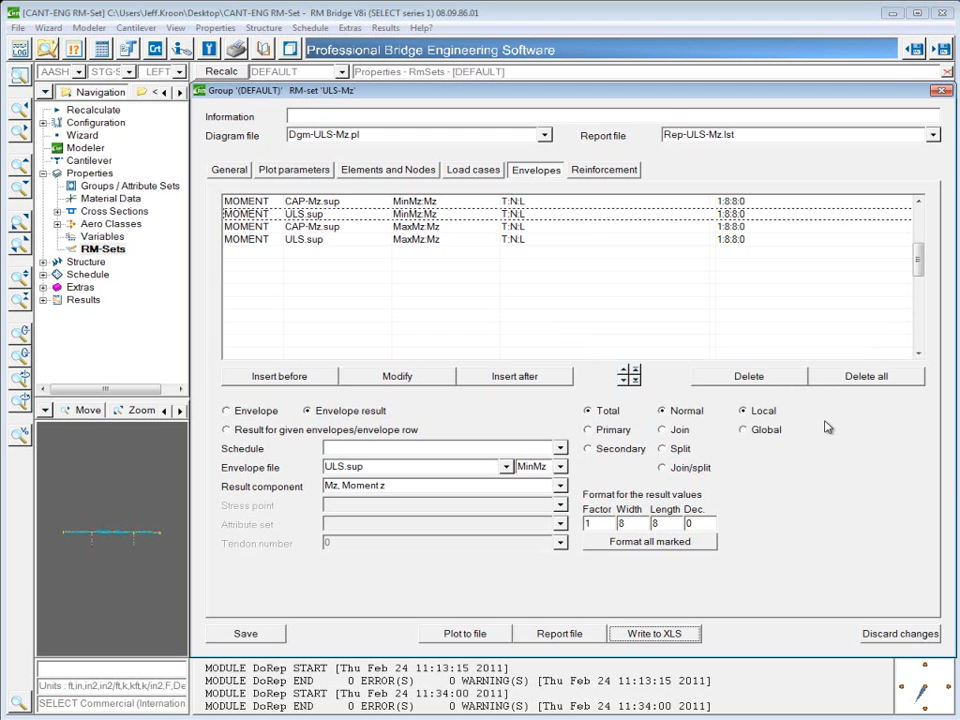 [CANT-ENG RM-Set] C:\Users\Jeff.Kroon\Desktop\CANT-ENG RM-Set\ - RM Bridge V8i (SELECT series 1) 08.09.86.01
File Wizard Modeler Cantilever View Properties Structure Schedule Extras Results Help?
Professional Bridge Engineering Software
AASH STG-S LEFT Recalc DEFAULT Properties - RmSets - [DEFAULT]
Navigation
Recalculate
Configuration
Wizard
Modeler
Cantilever
Properties
Groups / Attribute Sets
Material Data
Cross Sections
Aero Classes
Variables
RM-Sets
Structure
Schedule
Extras
Results
Move Zoom
Units : ft,in,in2,in2/ft,k,kft,k/in2,F,De
SELECT Commercial (Internation
Group '(DEFAULT)' RM-set 'ULS-Mz'
Information
Diagram file Dgm-ULS-Mz.pl Report file Rep-ULS-Mz.lst
General Plot parameters Elements and Nodes Load cases Envelopes Reinforcement
MOMENT CAP-Mz.sup MinMz:Mz T:N:L 1:8:8:0
MOMENT ULS.sup MinMz:Mz T:N:L 1:8:8:0
MOMENT CAP-Mz.sup MaxMz:Mz T:N:L 1:8:8:0
MOMENT ULS.sup MaxMz:Mz T:N:L 1:8:8:0
Insert before Modify Insert after Delete Delete all
Envelope Envelope result Total Normal Local
Result for given envelopes/envelope row Primary Join Global
Schedule Secondary Split
Envelope file ULS.sup MinMz Join/split
Result component Mz, Moment z
Format for the result values
Stress point Factor Width Length Dec.
Attribute set 1 8 8 0
Tendon number 0 Format all marked
Save Plot to file Report file Write to XLS Discard changes
MODULE DoRep START [Thu Feb 24 11:13:15 2011]
MODULE DoRep END 0 ERROR(S) 0 WARNING(S) [Thu Feb 24 11:13:15 2011]
MODULE DoRep START [Thu Feb 24 11:34:00 2011]
MODULE DoRep END 0 ERROR(S) 0 WARNING(S) [Thu Feb 24 11:34:00 2011]